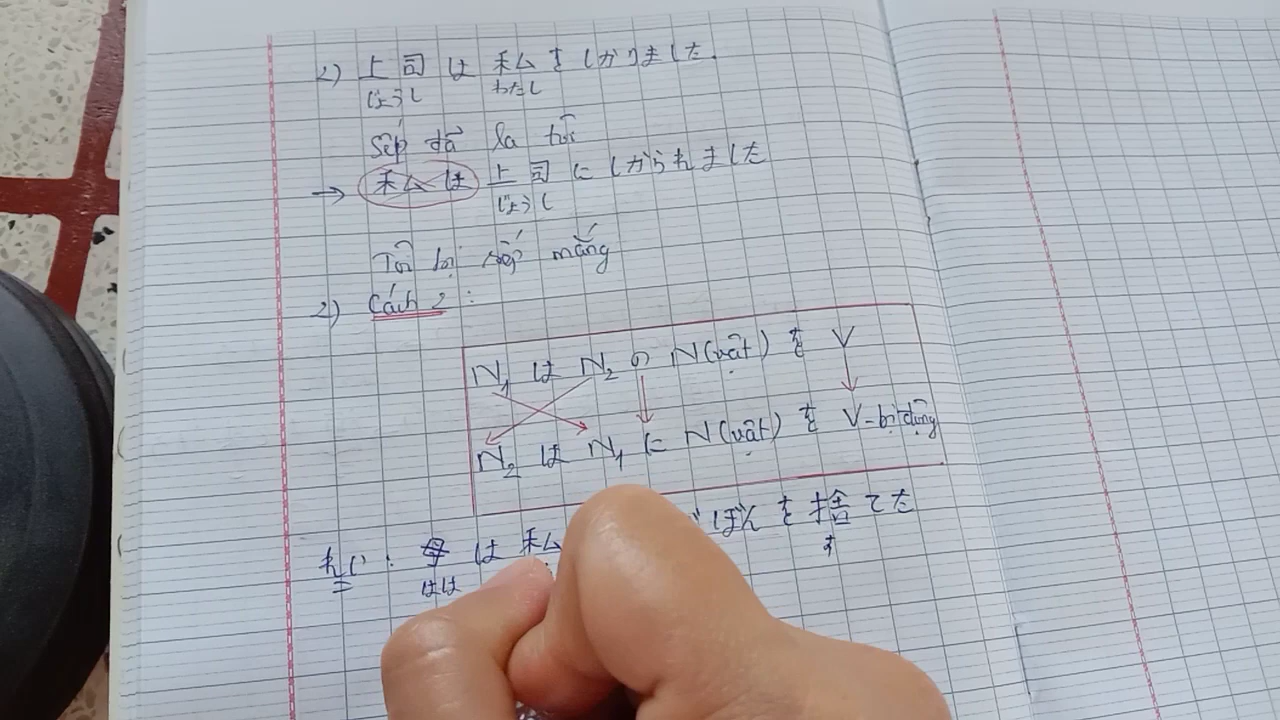 2) 上司は私をしかりました.
じょうし わたし
Sếp đã la tôi
→ 私は上司にしかられました
じょうし
Tôi bị sếp mắng
2) Cách 2 :
N₁ は N₂ の N(vật) を V
N₂ は N₁ に N(vật) を V-bị động
れい : 母は私 ぼんを捨てた
はは す